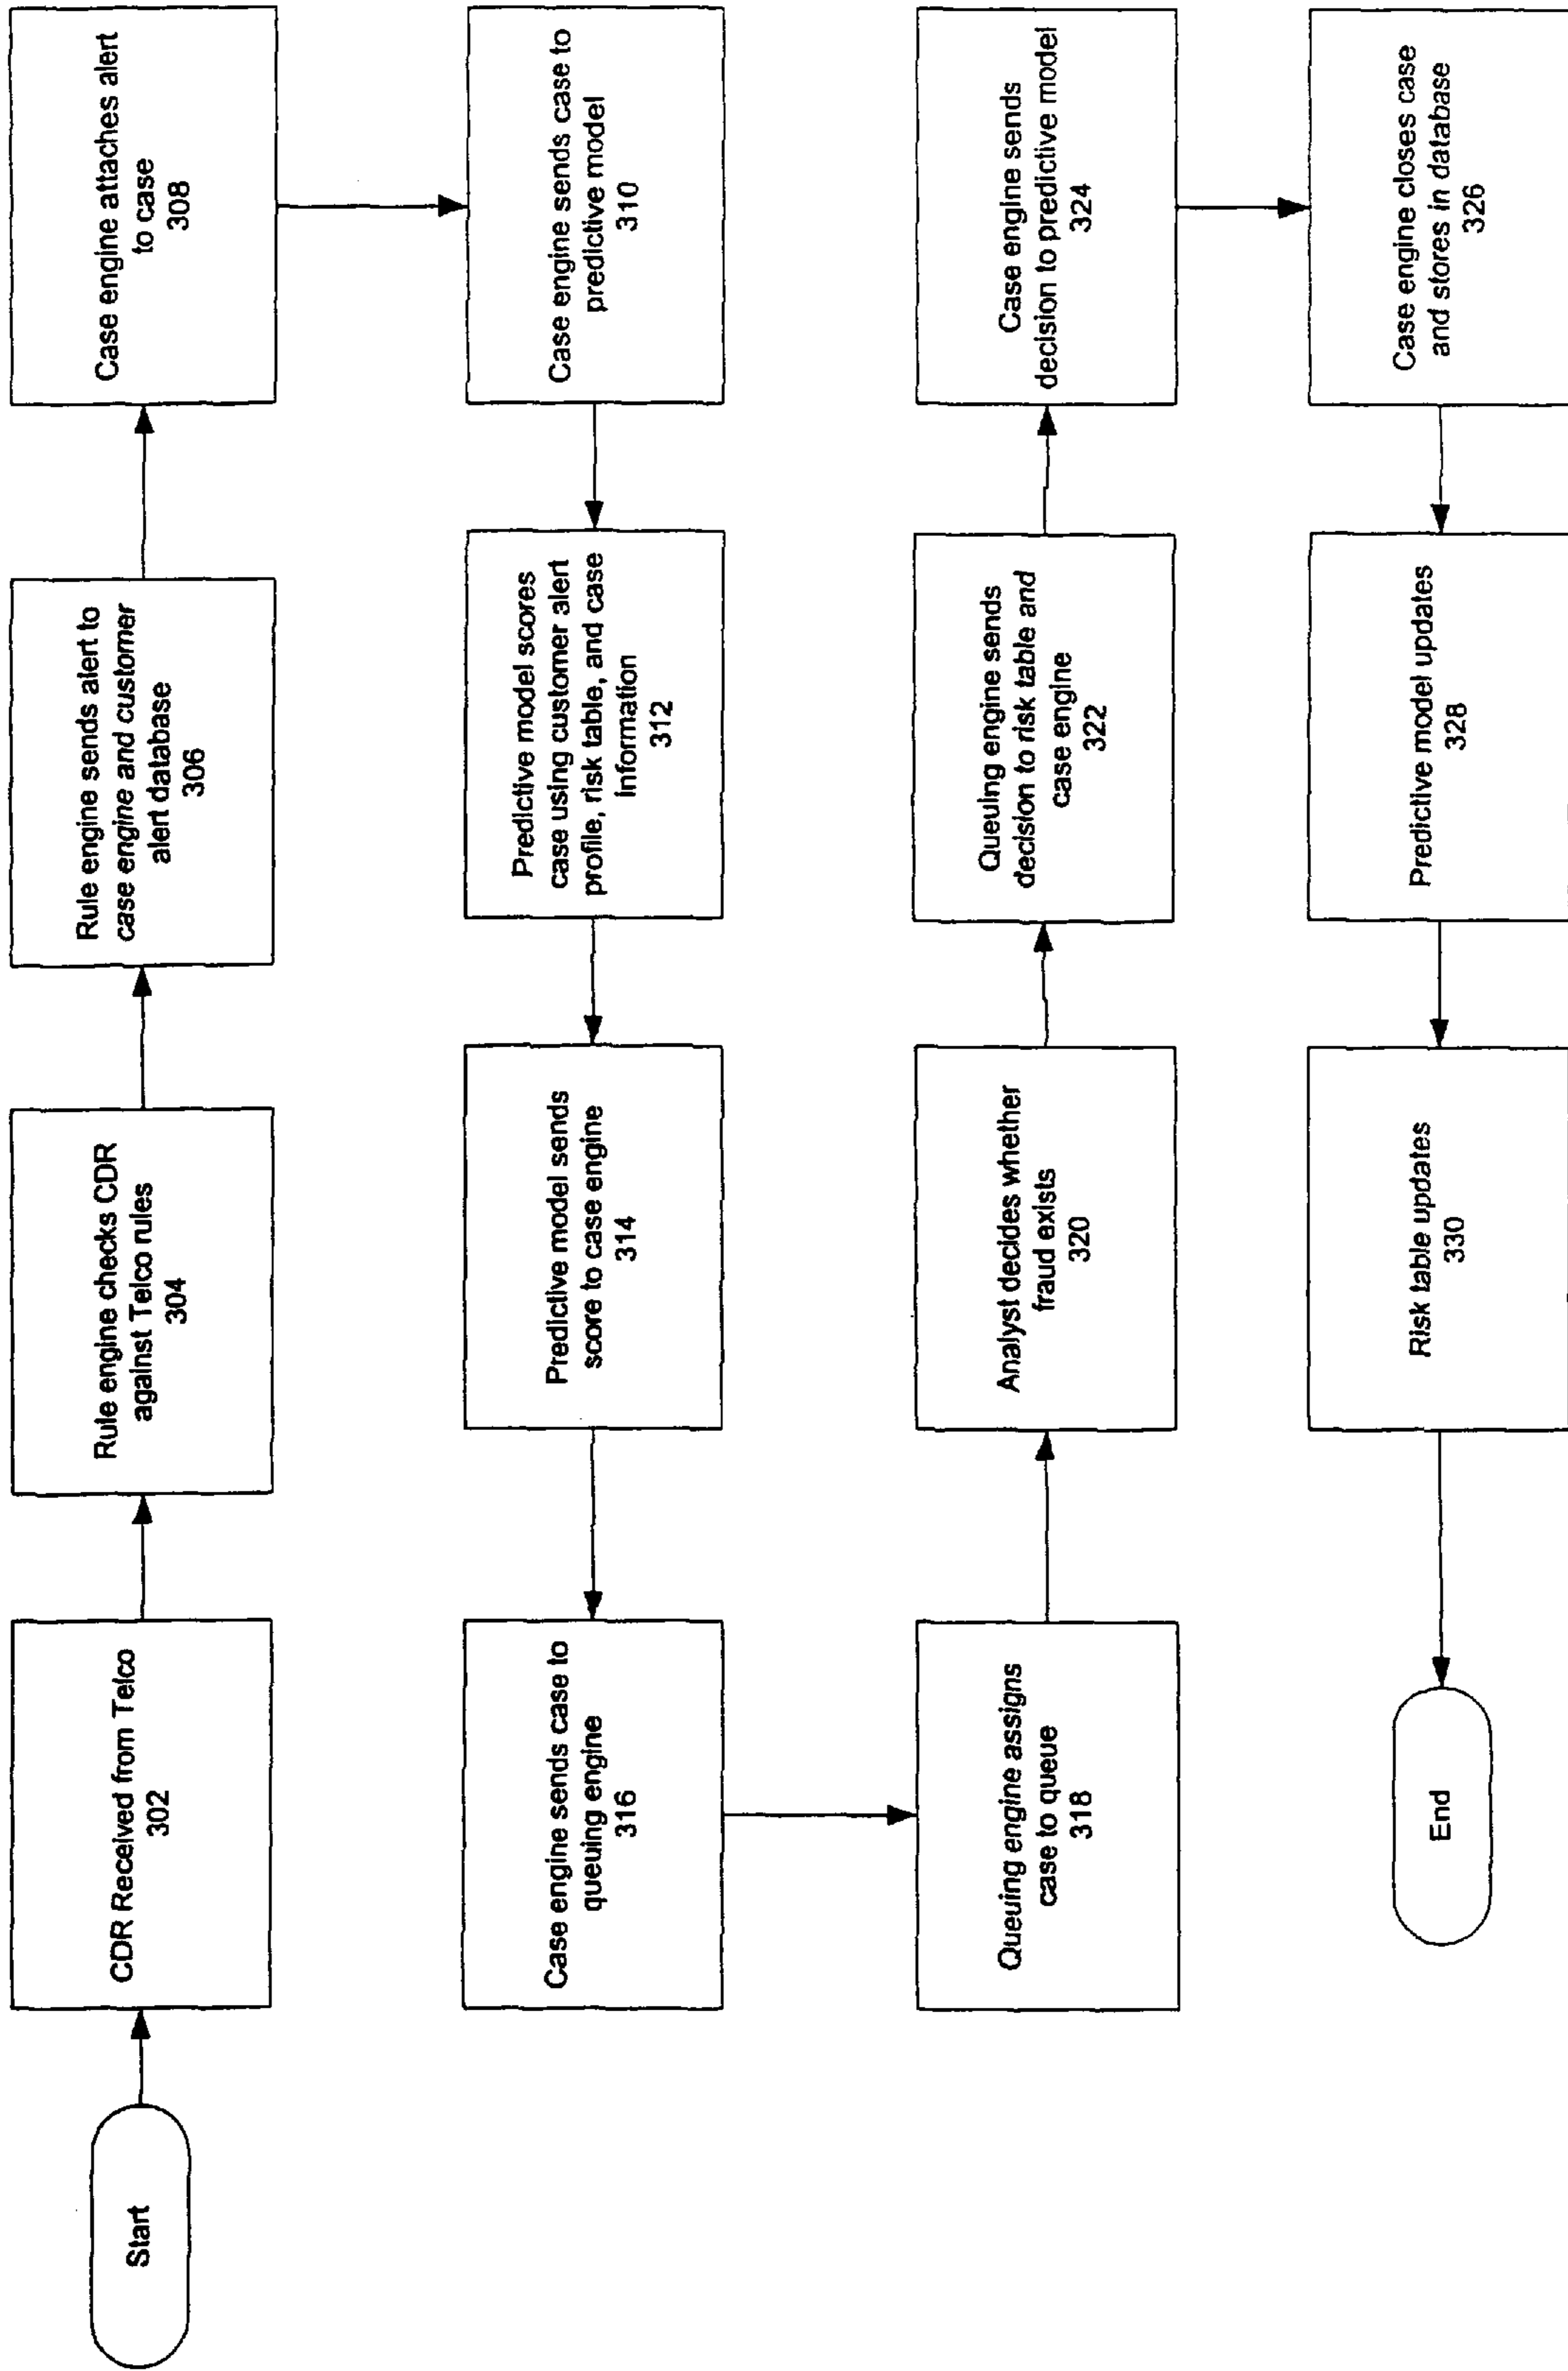 Start
CDR Received from Telco
302
Rule engine checks CDR
against Telco rules
304
Rule engine sends alert to
case engine and customer
alert database
306
Case engine attaches alert
to case
308
Case engine sends case to
predictive model
310
Predictive model scores
case using customer alert
profile, risk table, and case
information
312
Predictive model sends
score to case engine
314
Case engine sends case to
queuing engine
316
Queuing engine assigns
case to queue
318
Analyst decides whether
fraud exists
320
Queuing engine sends
decision to risk table and
case engine
322
Case engine sends
decision to predictive model
324
Case engine closes case
and stores in database
326
Predictive model updates
328
Risk table updates
330
End